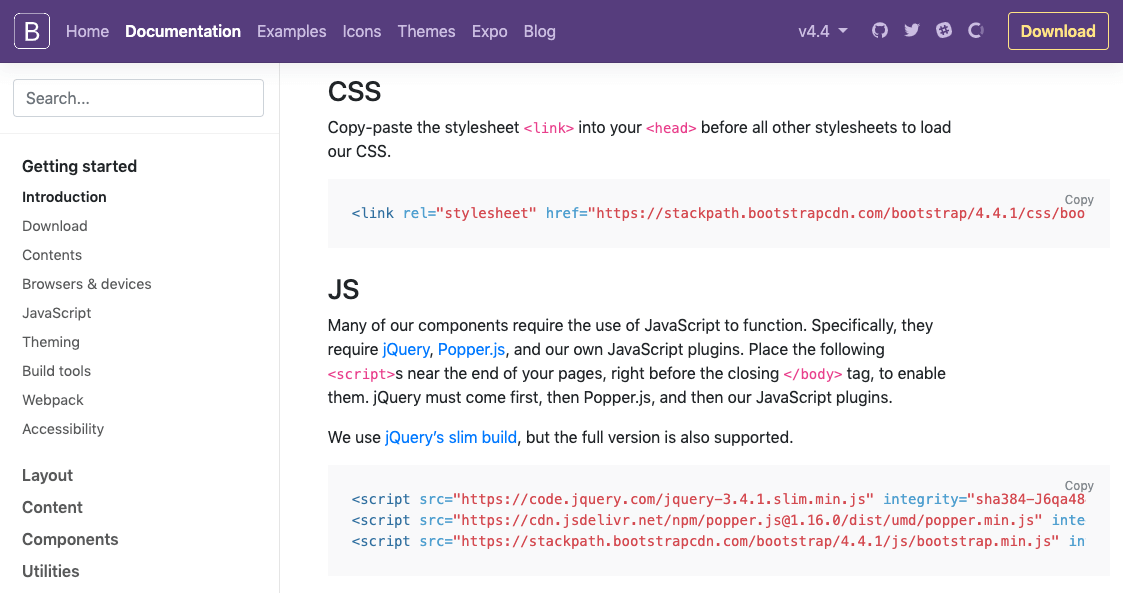 B Home Documentation Examples Icons Themes Expo Blog v4.4 Download
Search...
Getting started
Introduction
Download
Contents
Browsers & devices
JavaScript
Theming
Build tools
Webpack
Accessibility
Layout
Content
Components
Utilities
CSS
Copy-paste the stylesheet <link> into your <head> before all other stylesheets to load
our CSS.
Copy
<link rel="stylesheet" href="https://stackpath.bootstrapcdn.com/bootstrap/4.4.1/css/boo
JS
Many of our components require the use of JavaScript to function. Specifically, they
require jQuery, Popper.js, and our own JavaScript plugins. Place the following
<script>s near the end of your pages, right before the closing </body> tag, to enable
them. jQuery must come first, then Popper.js, and then our JavaScript plugins.
We use jQuery’s slim build, but the full version is also supported.
Copy
<script src="https://code.jquery.com/jquery-3.4.1.slim.min.js" integrity="sha384-J6qa48
<script src="https://cdn.jsdelivr.net/npm/popper.js@1.16.0/dist/umd/popper.min.js" inte
<script src="https://stackpath.bootstrapcdn.com/bootstrap/4.4.1/js/bootstrap.min.js" in